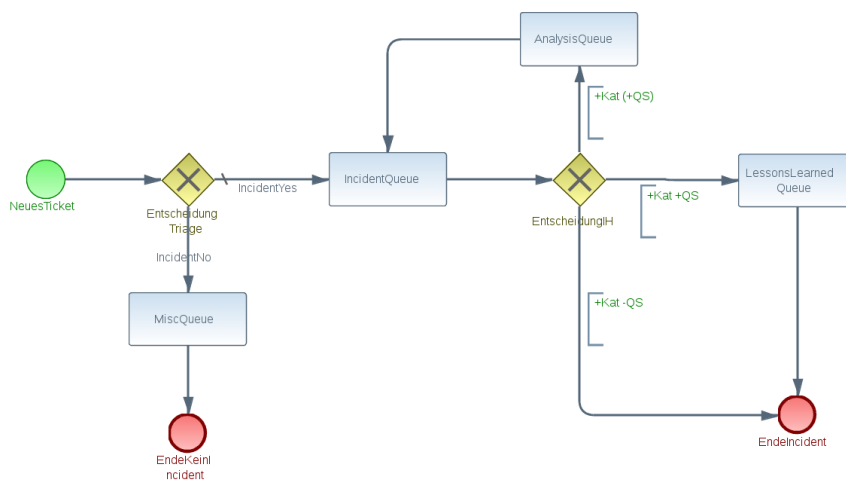 AnalysisQueue
+Kat (+QS)
NeuesTicket
Entscheidung
Triage
IncidentYes
IncidentQueue
EntscheidungIH
+Kat +QS
LessonsLearned
Queue
IncidentNo
MiscQueue
+Kat -QS
EndeKeinI
ncident
EndeIncident